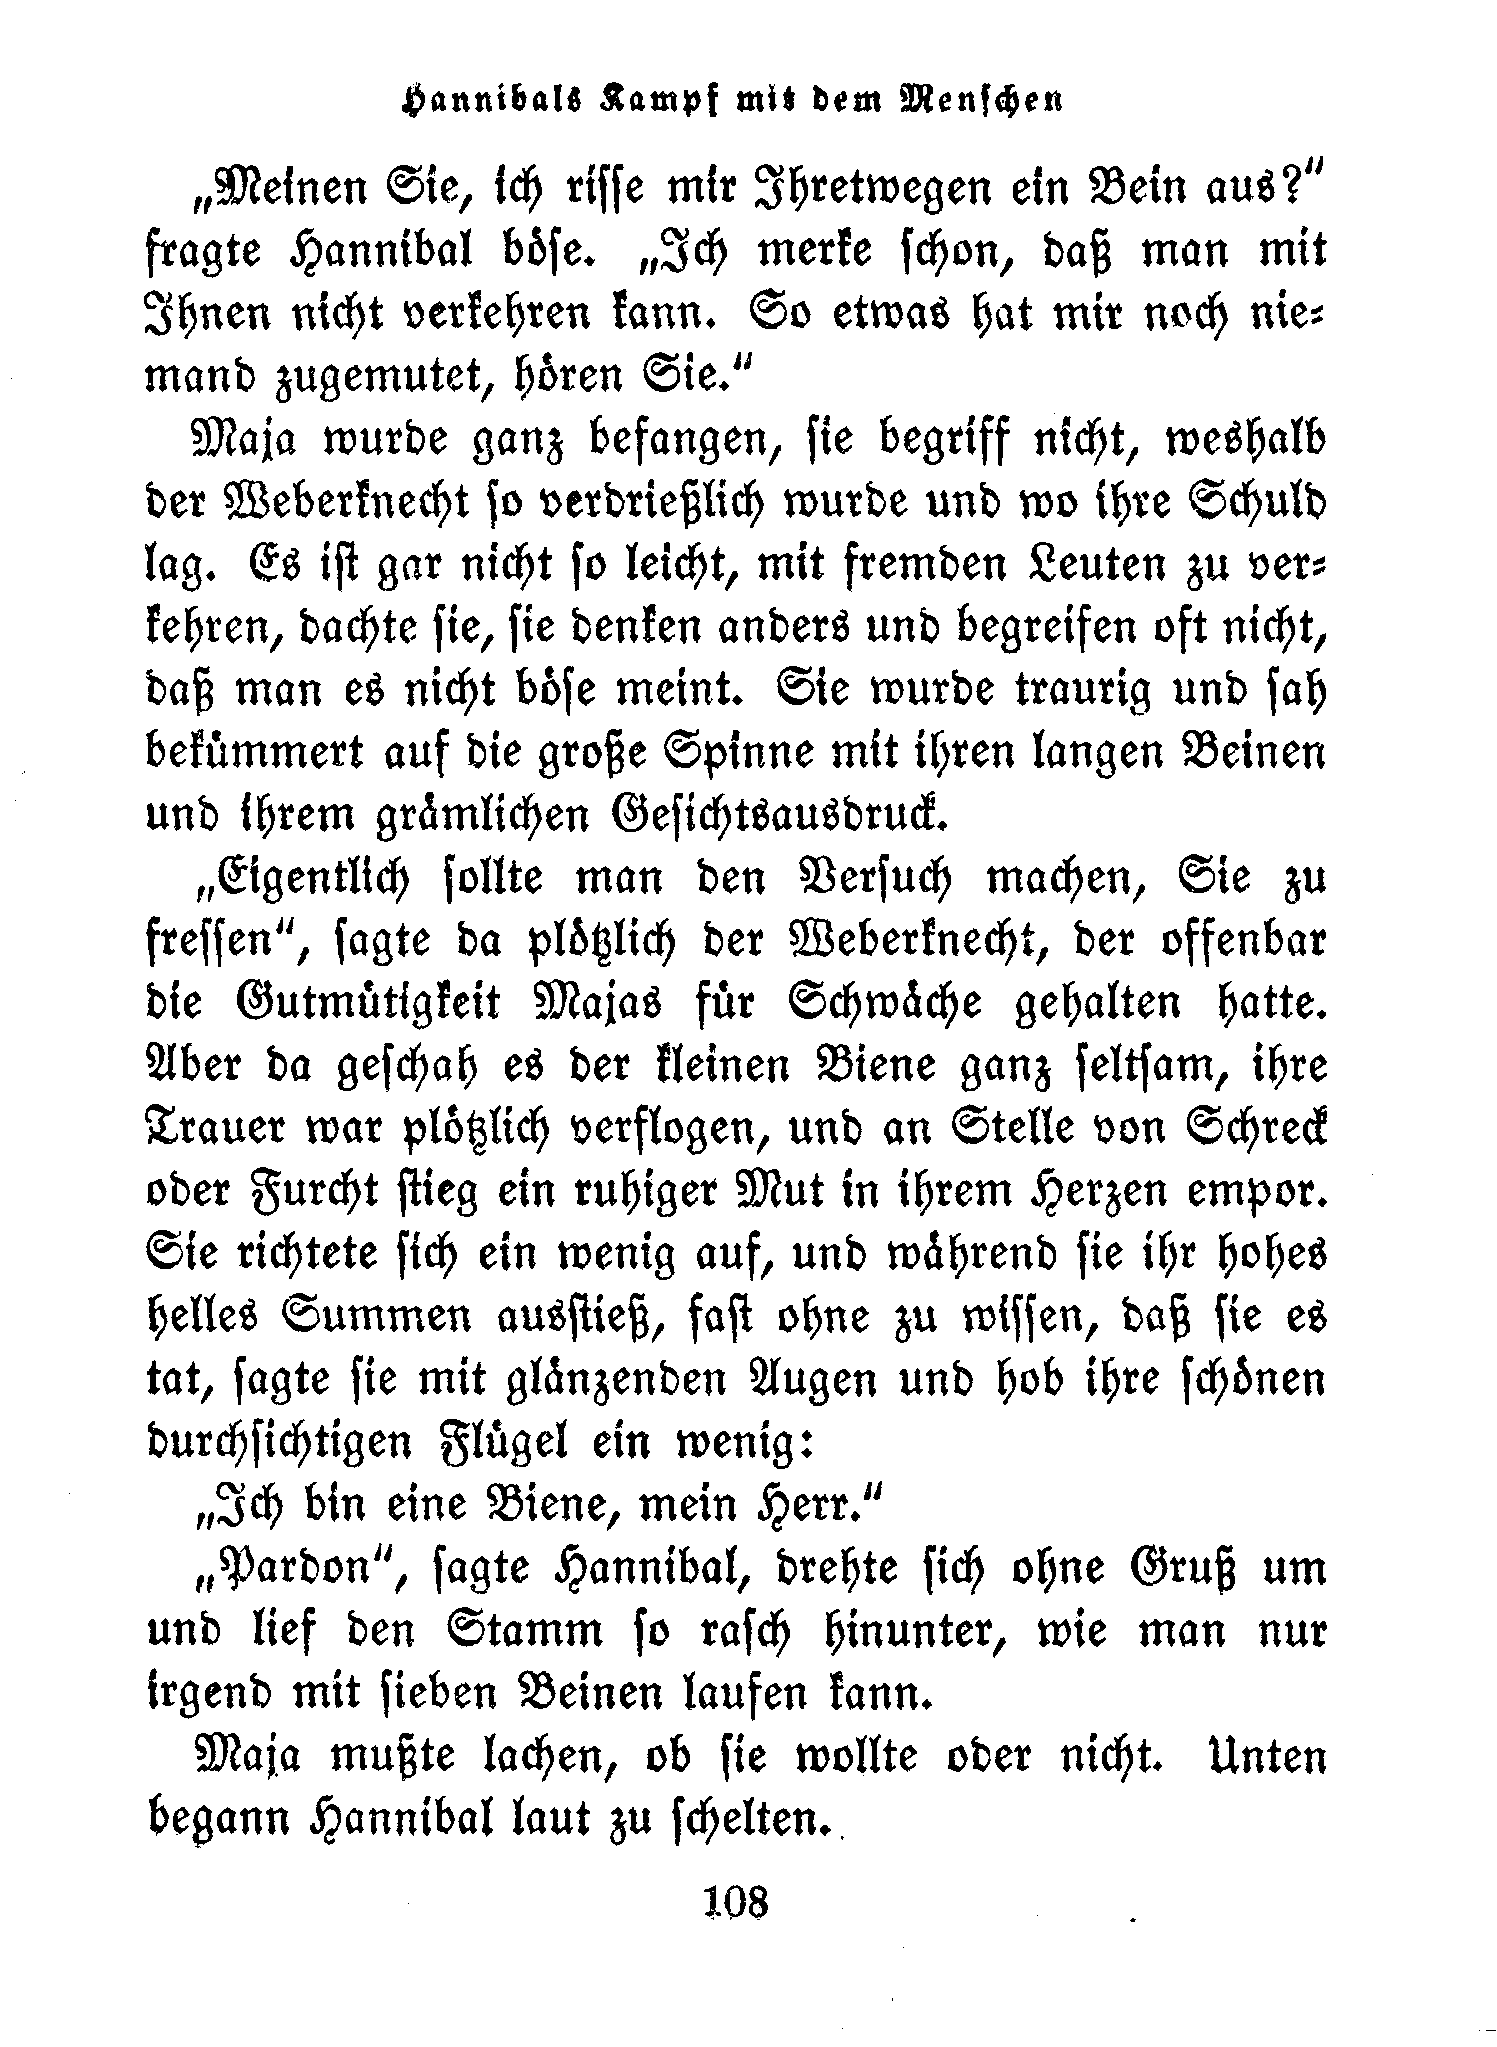 Hannibals Kampf mit dem Menschen
„Meinen Sie, ich risse mir Ihretwegen ein Bein aus?“
fragte Hannibal böse. „Ich merke schon, daß man mit
Ihnen nicht verkehren kann. So etwas hat mir noch nie-
mand zugemutet, hören Sie.“
Maja wurde ganz befangen, sie begriff nicht, weshalb
der Weberknecht so verdrießlich wurde und wo ihre Schuld
lag. Es ist gar nicht so leicht, mit fremden Leuten zu ver-
kehren, dachte sie, sie denken anders und begreifen oft nicht,
daß man es nicht böse meint. Sie wurde traurig und sah
bekümmert auf die große Spinne mit ihren langen Beinen
und ihrem grämlichen Gesichtsausdruck.
„Eigentlich sollte man den Versuch machen, Sie zu
fressen“, sagte da plötzlich der Weberknecht, der offenbar
die Gutmütigkeit Majas für Schwäche gehalten hatte.
Aber da geschah es der kleinen Biene ganz seltsam, ihre
Trauer war plötzlich verflogen, und an Stelle von Schreck
oder Furcht stieg ein ruhiger Mut in ihrem Herzen empor.
Sie richtete sich ein wenig auf, und während sie ihr hohes
helles Summen ausstieß, fast ohne zu wissen, daß sie es
tat, sagte sie mit glänzenden Augen und hob ihre schönen
durchsichtigen Flügel ein wenig:
„Ich bin eine Biene, mein Herr.“
„Pardon“, sagte Hannibal, drehte sich ohne Gruß um
und lief den Stamm so rasch hinunter, wie man nur
irgend mit sieben Beinen laufen kann.
Maja mußte lachen, ob sie wollte oder nicht. Unten
begann Hannibal laut zu schelten.
108